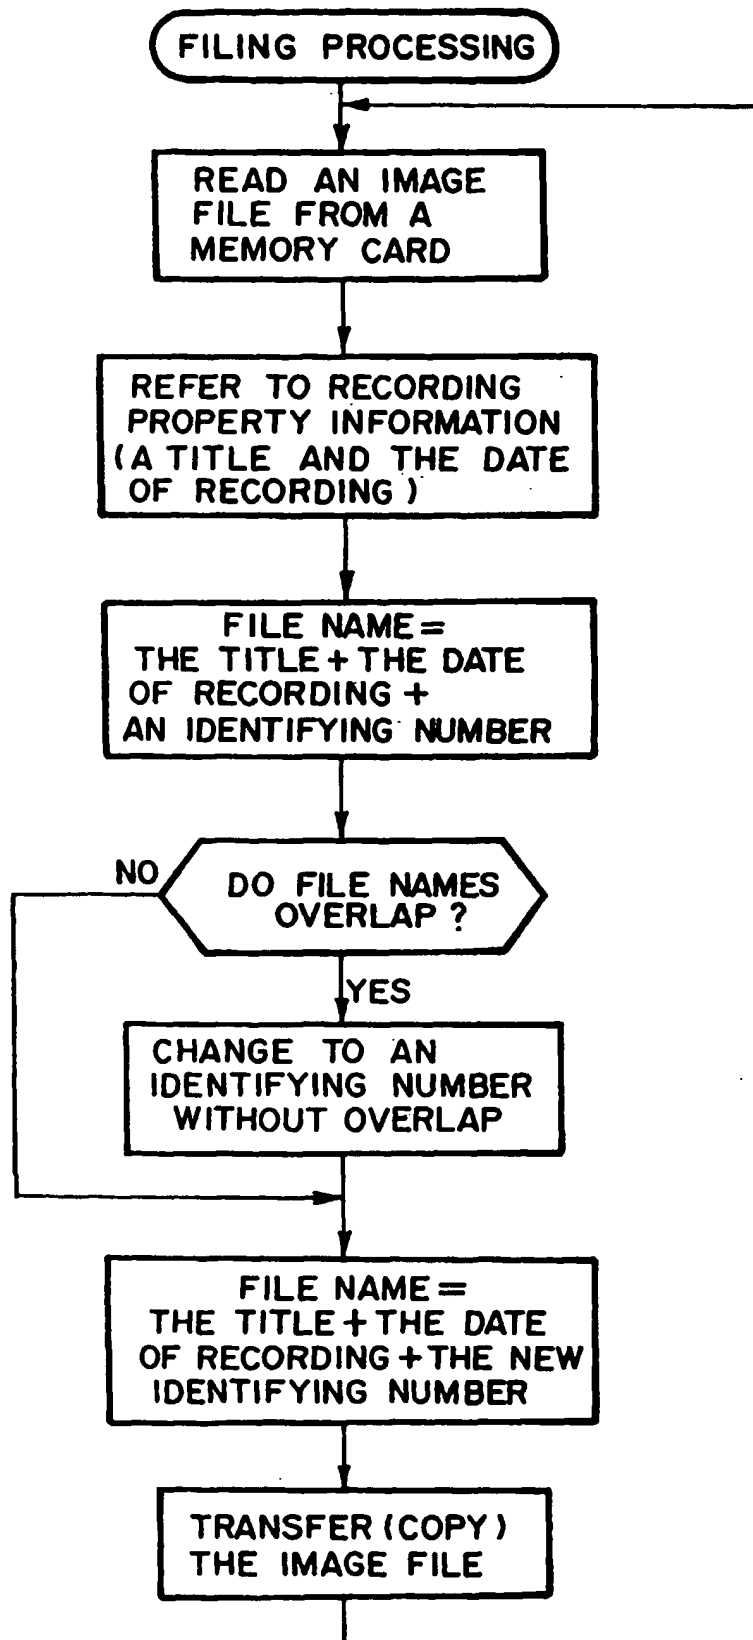 FILING PROCESSING
READ AN IMAGE
FILE FROM A
MEMORY CARD
REFER TO RECORDING
PROPERTY INFORMATION
(A TITLE AND THE DATE
OF RECORDING)
FILE NAME=
THE TITLE+THE DATE
OF RECORDING+
AN IDENTIFYING NUMBER
NO
DO FILE NAMES
OVERLAP?
YES
CHANGE TO AN
IDENTIFYING NUMBER
WITHOUT OVERLAP
FILE NAME=
THE TITLE+THE DATE
OF RECORDING+THE NEW
IDENTIFYING NUMBER
TRANSFER (COPY)
THE IMAGE FILE